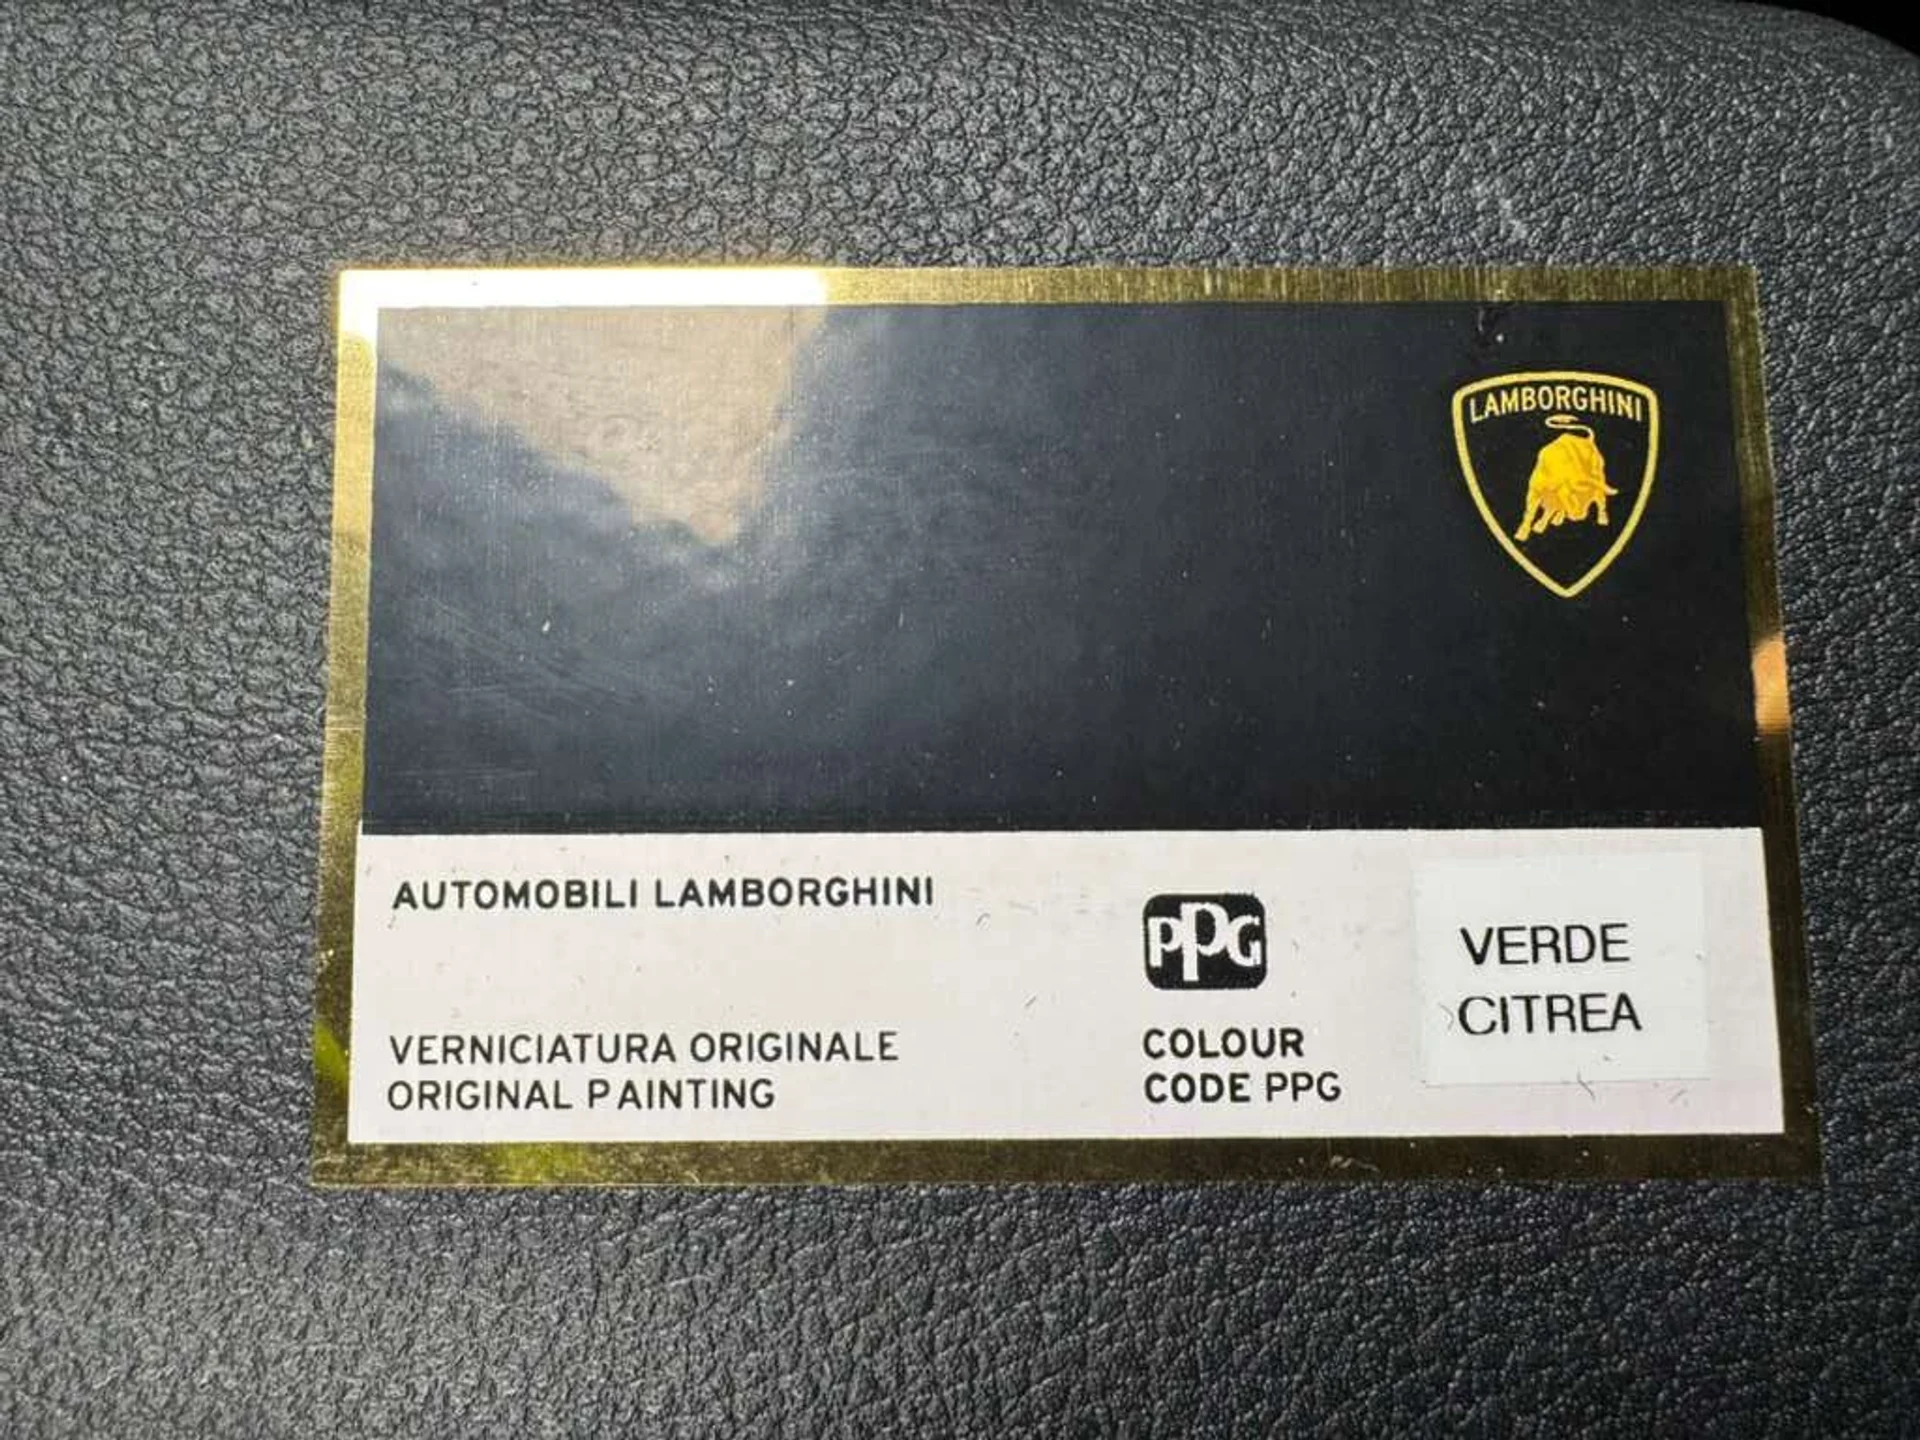 LAMBORGHINI
AUTOMOBILI LAMBORGHINI
VERNICIATURA ORIGINALE
ORIGINAL PAINTING
PPG
COLOUR
CODE PPG
VERDE
CITREA